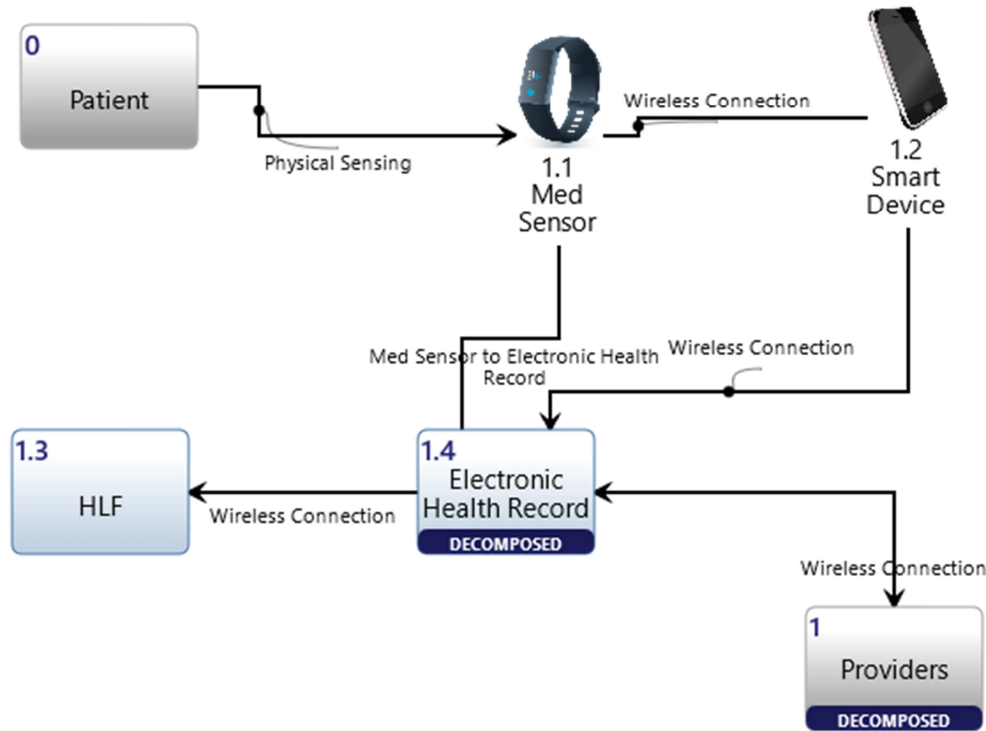 0
Patient
Physical Sensing
Wireless Connection
1.1
Med
Sensor
1.2
Smart
Device
Med Sensor to Electronic Health
Record
Wireless Connection
1.3
HLF
Wireless Connection
1.4
Electronic
Health Record
DECOMPOSED
Wireless Connection
1
Providers
DECOMPOSED